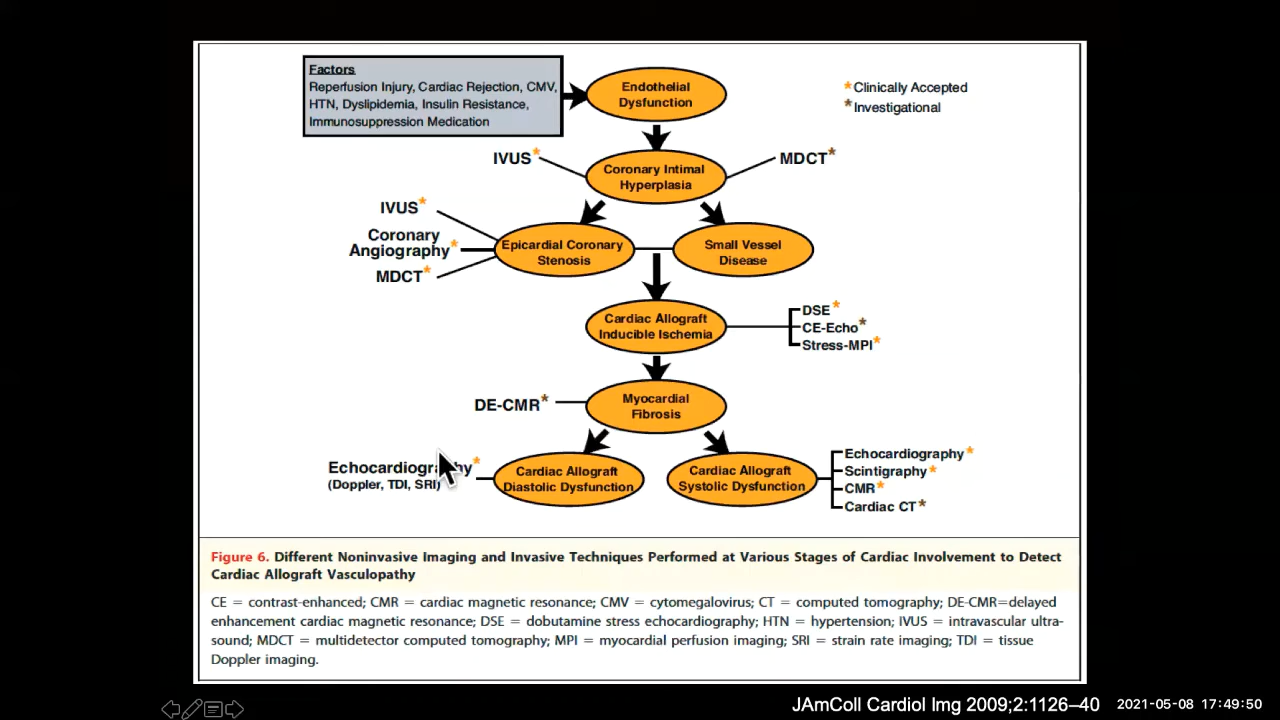 Factors
Reperfusion Injury, Cardiac Rejection, CMV,
HTN, Dyslipidemia, Insulin Resistance,
Immunosuppression Medication
Endothelial
Dysfunction
*Clinically Accepted
*Investigational
IVUS*
Coronary Intimal
Hyperplasia
MDCT*
IVUS*
Coronary
Angiography*
MDCT*
Epicardial Coronary
Stenosis
Small Vessel
Disease
Cardiac Allograft
Inducible Ischemia
DSE*
CE-Echo*
Stress-MPI*
DE-CMR*
Myocardial
Fibrosis
Echocardiography*
(Doppler, TDI, SRI)
Cardiac Allograft
Diastolic Dysfunction
Cardiac Allograft
Systolic Dysfunction
Echocardiography*
Scintigraphy*
CMR*
Cardiac CT*
Figure 6. Different Noninvasive Imaging and Invasive Techniques Performed at Various Stages of Cardiac Involvement to Detect
Cardiac Allograft Vasculopathy
CE = contrast-enhanced; CMR = cardiac magnetic resonance; CMV = cytomegalovirus; CT = computed tomography; DE-CMR=delayed
enhancement cardiac magnetic resonance; DSE = dobutamine stress echocardiography; HTN = hypertension; IVUS = intravascular ultra-
sound; MDCT = multidetector computed tomography; MPI = myocardial perfusion imaging; SRI = strain rate imaging; TDI = tissue
Doppler imaging.
JAmColl Cardiol Img 2009;2:1126–40
2021-05-08 17:49:50